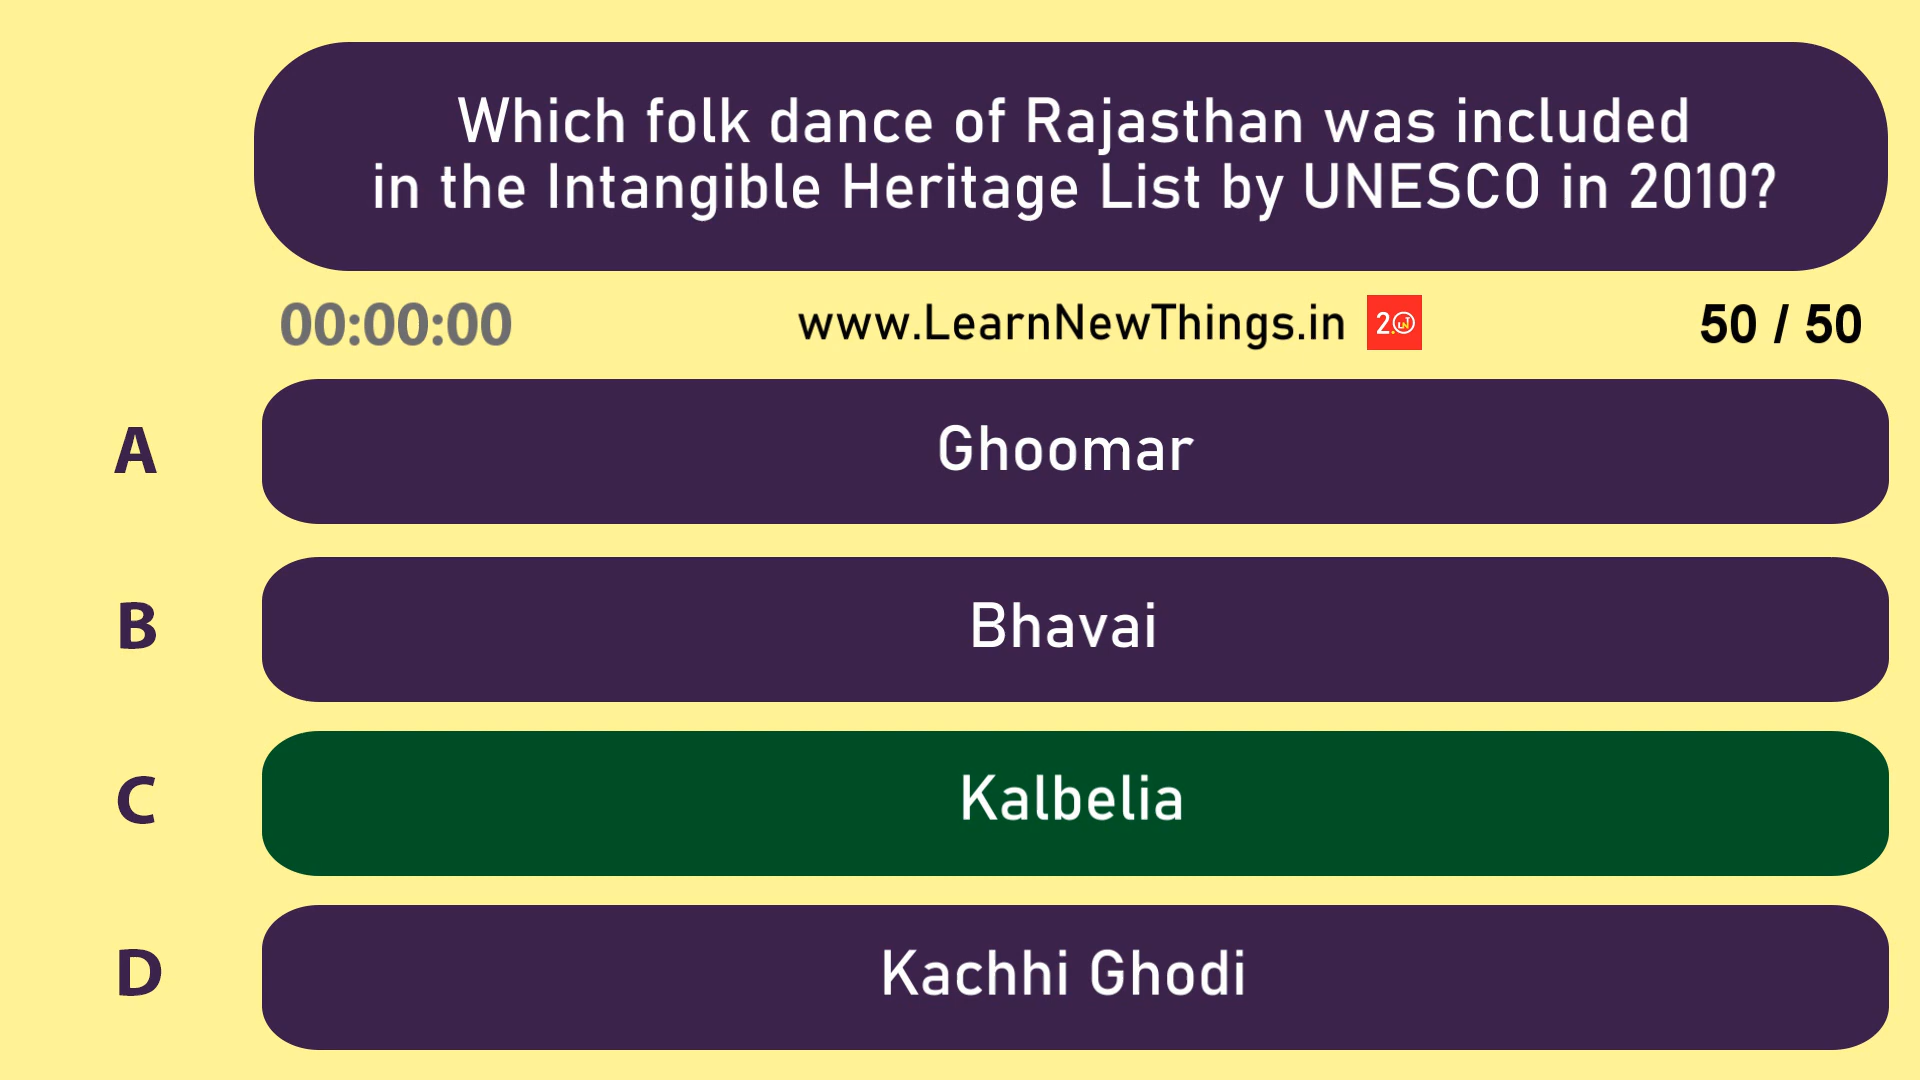 Which folk dance of Rajasthan was included
in the Intangible Heritage List by UNESCO in 2010?
00:00:00
www.LearnNewThings.in
50 / 50
A
Ghoomar
B
Bhavai
C
Kalbelia
D
Kachhi Ghodi